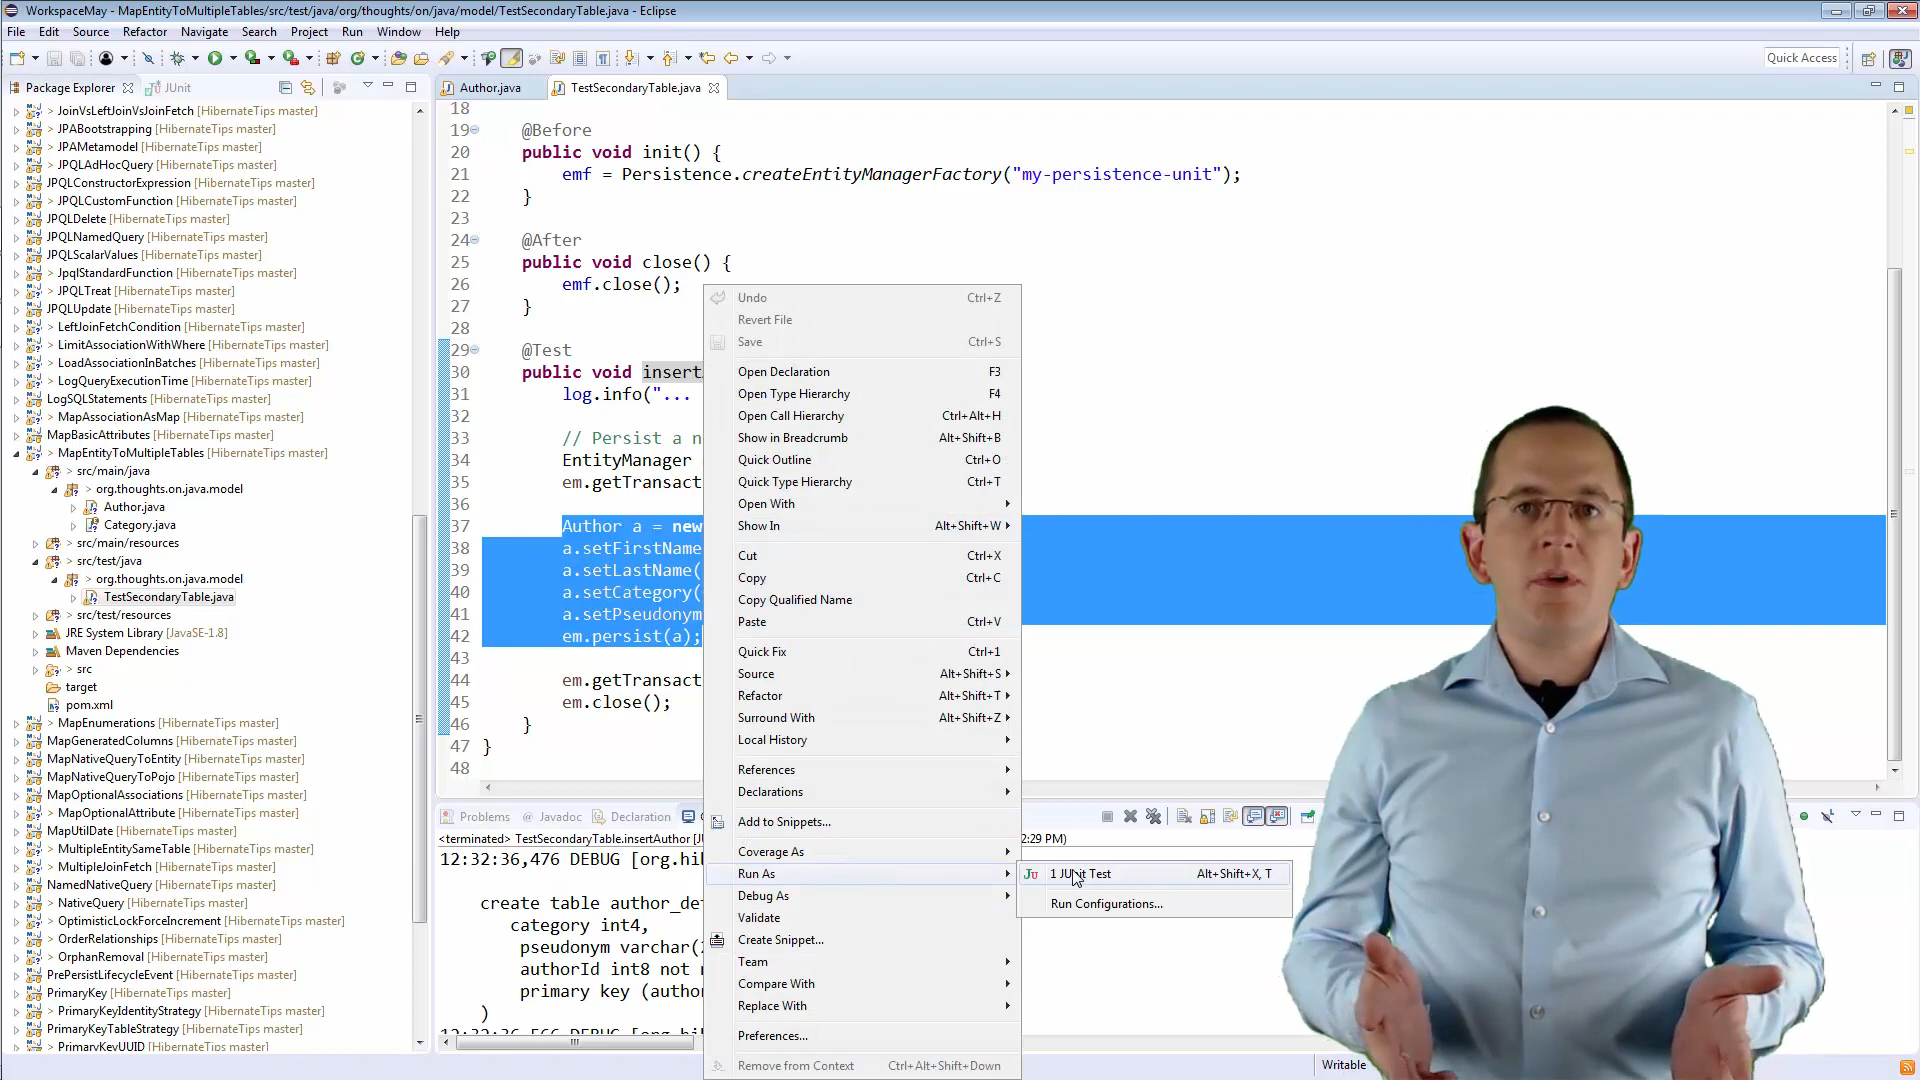 WorkspaceMay - MapEntityToMultipleTables/src/test/java/org/thoughts/on/java/model/TestSecondaryTable.java - Eclipse
File Edit Source Refactor Navigate Search Project Run Window Help
Quick Access
Package Explorer JUnit
> JoinVsLeftJoinVsJoinFetch [HibernateTips master]
> JPABootstrapping [HibernateTips master]
> JPAMetamodel [HibernateTips master]
> JPQLAdHocQuery [HibernateTips master]
JPQLConstructorExpression [HibernateTips master]
> JPQLCustomFunction [HibernateTips master]
JPQLDelete [HibernateTips master]
JPQLNamedQuery [HibernateTips master]
JPQLScalarValues [HibernateTips master]
> JpqlStandardFunction [HibernateTips master]
> JPQLTreat [HibernateTips master]
JPQLUpdate [HibernateTips master]
> LeftJoinFetchCondition [HibernateTips master]
> LimitAssociationWithWhere [HibernateTips master]
> LoadAssociationInBatches [HibernateTips master]
> LogQueryExecutionTime [HibernateTips master]
LogSQLStatements [HibernateTips master]
> MapAssociationAsMap [HibernateTips master]
MapBasicAttributes [HibernateTips master]
> MapEntityToMultipleTables [HibernateTips master]
> src/main/java
> org.thoughts.on.java.model
Author.java
Category.java
> src/main/resources
> src/test/java
> org.thoughts.on.java.model
TestSecondaryTable.java
> src/test/resources
JRE System Library [JavaSE-1.8]
Maven Dependencies
> src
target
pom.xml
> MapEnumerations [HibernateTips master]
MapGeneratedColumns [HibernateTips master]
MapNativeQueryToEntity [HibernateTips master]
MapNativeQueryToPojo [HibernateTips master]
MapOptionalAssociations [HibernateTips master]
> MapOptionalAttribute [HibernateTips master]
MapUtilDate [HibernateTips master]
MultipleEntitySameTable [HibernateTips master]
> MultipleJoinFetch [HibernateTips master]
NamedNativeQuery [HibernateTips master]
> OptimisticLockForceIncrement [HibernateTips master]
> OrderRelationships [HibernateTips master]
> OrphanRemoval [HibernateTips master]
PrePersistLifecycleEvent [HibernateTips master]
PrimaryKey [HibernateTips master]
> PrimaryKeyIdentityStrategy [HibernateTips master]
PrimaryKeyTableStrategy [HibernateTips master]
> PrimaryKeyUUID [HibernateTips master]
Author.java TestSecondaryTable.java
18
19 @Before
20 public void init() {
21 emf = Persistence.createEntityManagerFactory("my-persistence-unit");
22 }
23
24 @After
25 public void close() {
26 emf.close();
27 }
28
29 @Test
30 public void insert
31 log.info("...
32
33 // Persist a n
34 EntityManager
35 em.getTransact
36
37 Author a = new
38 a.setFirstName
39 a.setLastName(
40 a.setCategory(
41 a.setPseudonym
42 em.persist(a);
43
44 em.getTransact
45 em.close();
46 }
47 }
48
Undo Ctrl+Z
Revert File
Save Ctrl+S
Open Declaration F3
Open Type Hierarchy F4
Open Call Hierarchy Ctrl+Alt+H
Show in Breadcrumb Alt+Shift+B
Quick Outline Ctrl+O
Quick Type Hierarchy Ctrl+T
Open With
Show In Alt+Shift+W
Cut Ctrl+X
Copy Ctrl+C
Copy Qualified Name
Paste Ctrl+V
Quick Fix Ctrl+1
Source Alt+Shift+S
Refactor Alt+Shift+T
Surround With Alt+Shift+Z
Local History
References
Declarations
Add to Snippets...
Coverage As
Run As
Debug As
Validate
Create Snippet...
Team
Compare With
Replace With
Preferences...
Remove from Context Ctrl+Alt+Shift+Down
1 JUnit Test Alt+Shift+X, T
Run Configurations...
Problems Javadoc Declaration
<terminated> TestSecondaryTable.insertAuthor [J 2:29 PM)
12:32:36,476 DEBUG [org.hi
create table author_de
category int4,
pseudonym varchar(
authorId int8 not
primary key (autho
)
Writable